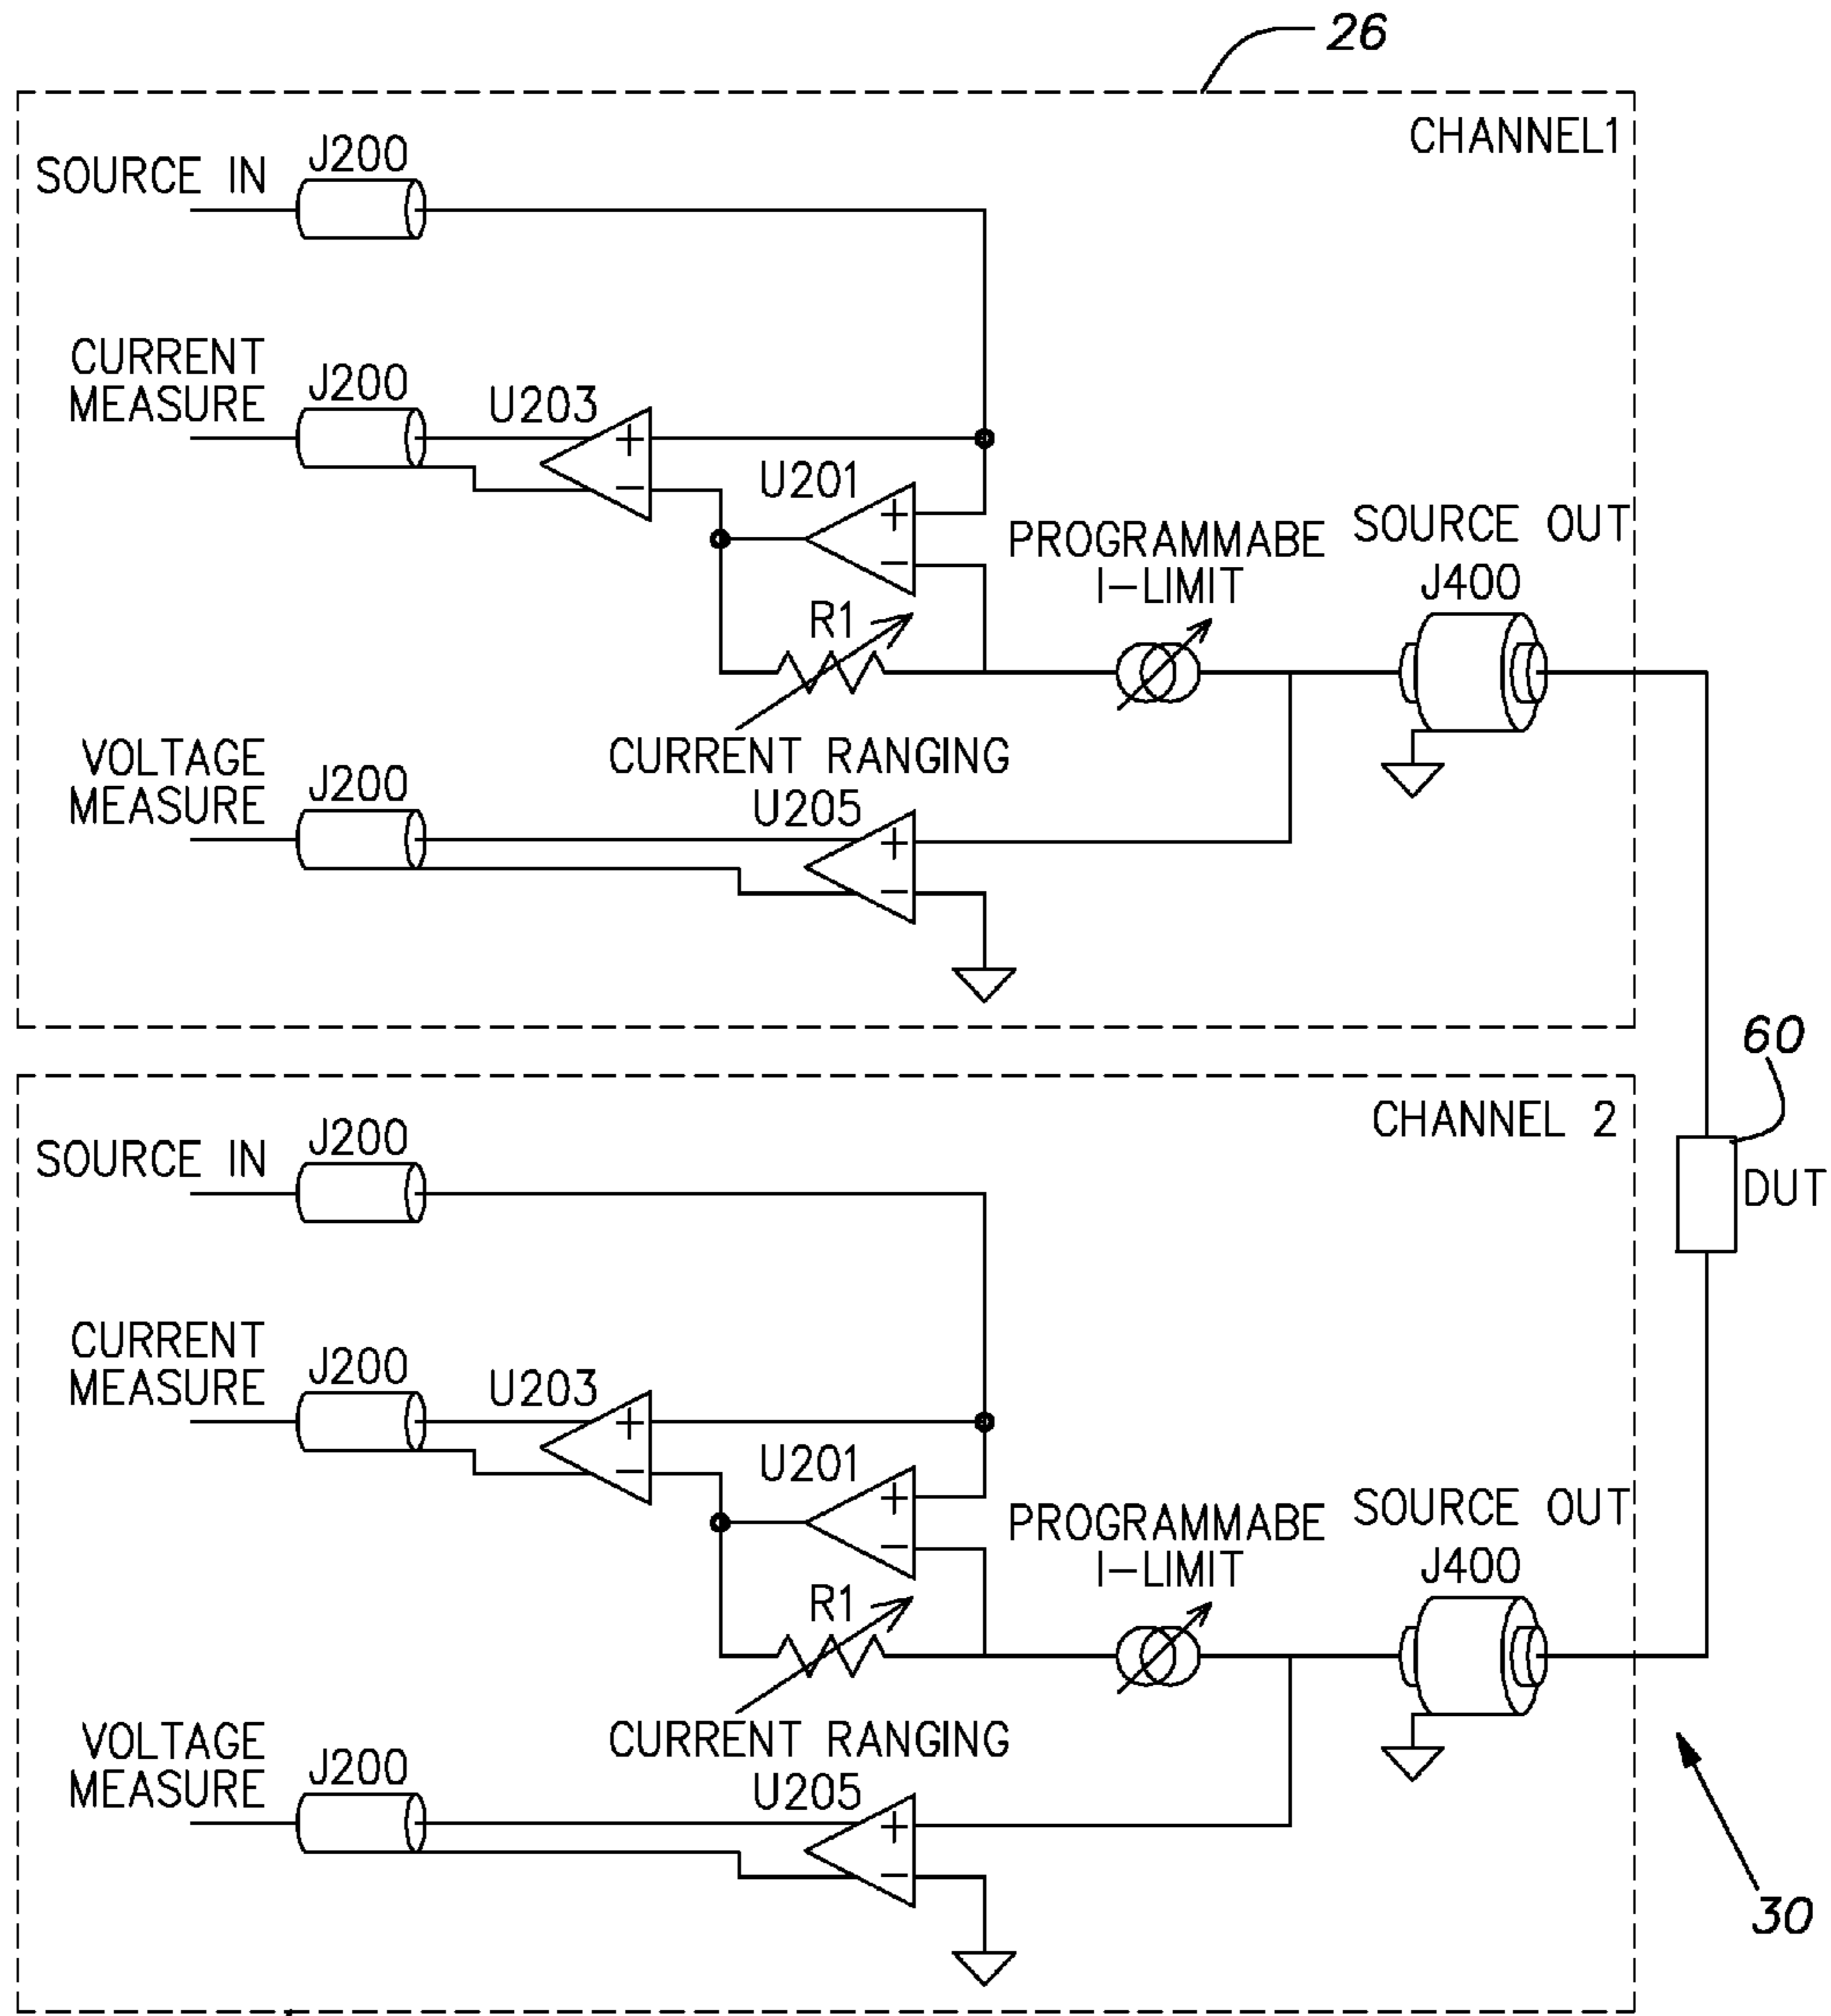 26
CHANNEL1
SOURCE IN
J200
CURRENT
MEASURE
J200
U203
U201
PROGRAMMABE
I-LIMIT
SOURCE OUT
J400
R1
CURRENT RANGING
VOLTAGE
MEASURE
J200
U205
60
DUT
CHANNEL 2
SOURCE IN
J200
CURRENT
MEASURE
J200
U203
U201
PROGRAMMABE
I-LIMIT
SOURCE OUT
J400
R1
CURRENT RANGING
VOLTAGE
MEASURE
J200
U205
30